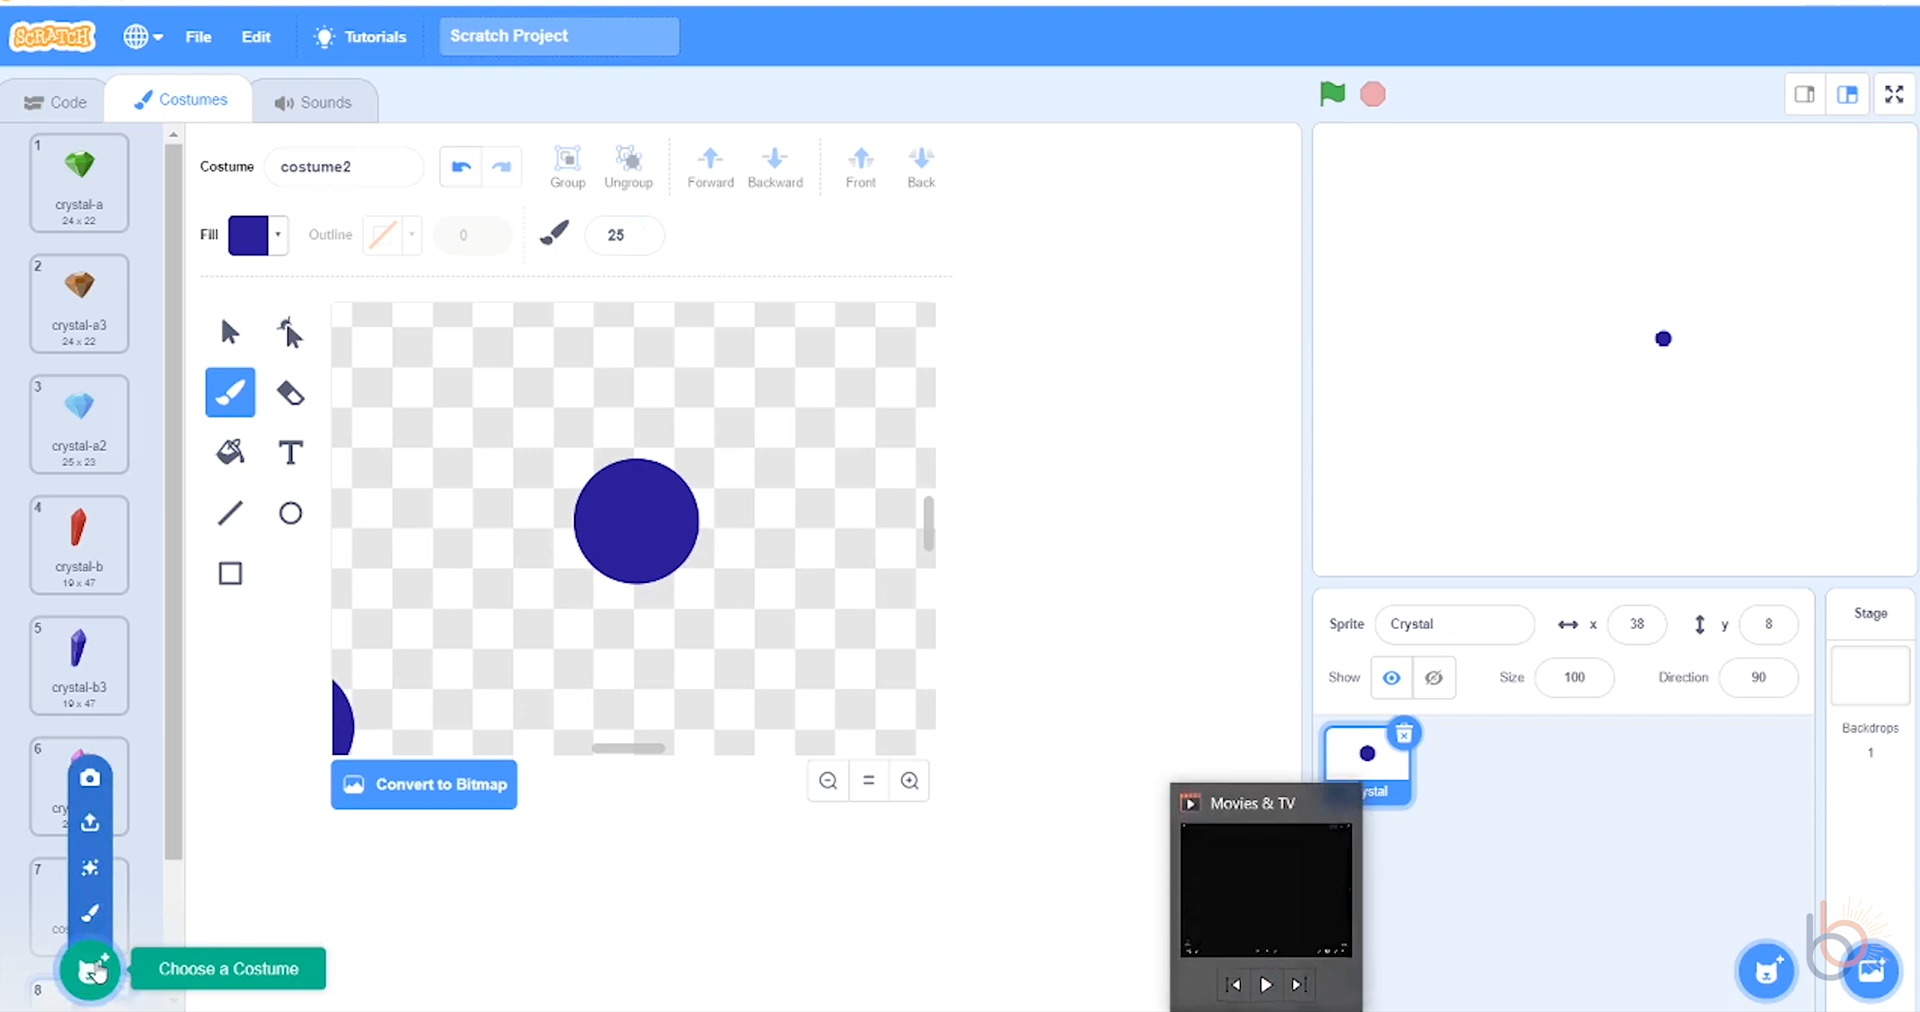 SCRATCH
File
Edit
Tutorials
Scratch Project
Code
Costumes
Sounds
1
crystal-a
24 x 22
2
crystal-a3
24 x 22
3
crystal-a2
25 x 23
4
crystal-b
19 x 47
5
crystal-b3
19 x 47
6
7
8
Choose a Costume
Costume
costume2
Group
Ungroup
Forward
Backward
Front
Back
Fill
Outline
0
25
T
Convert to Bitmap
Movies & TV
Sprite
Crystal
x
38
y
8
Show
Size
100
Direction
90
Stage
Backdrops
1